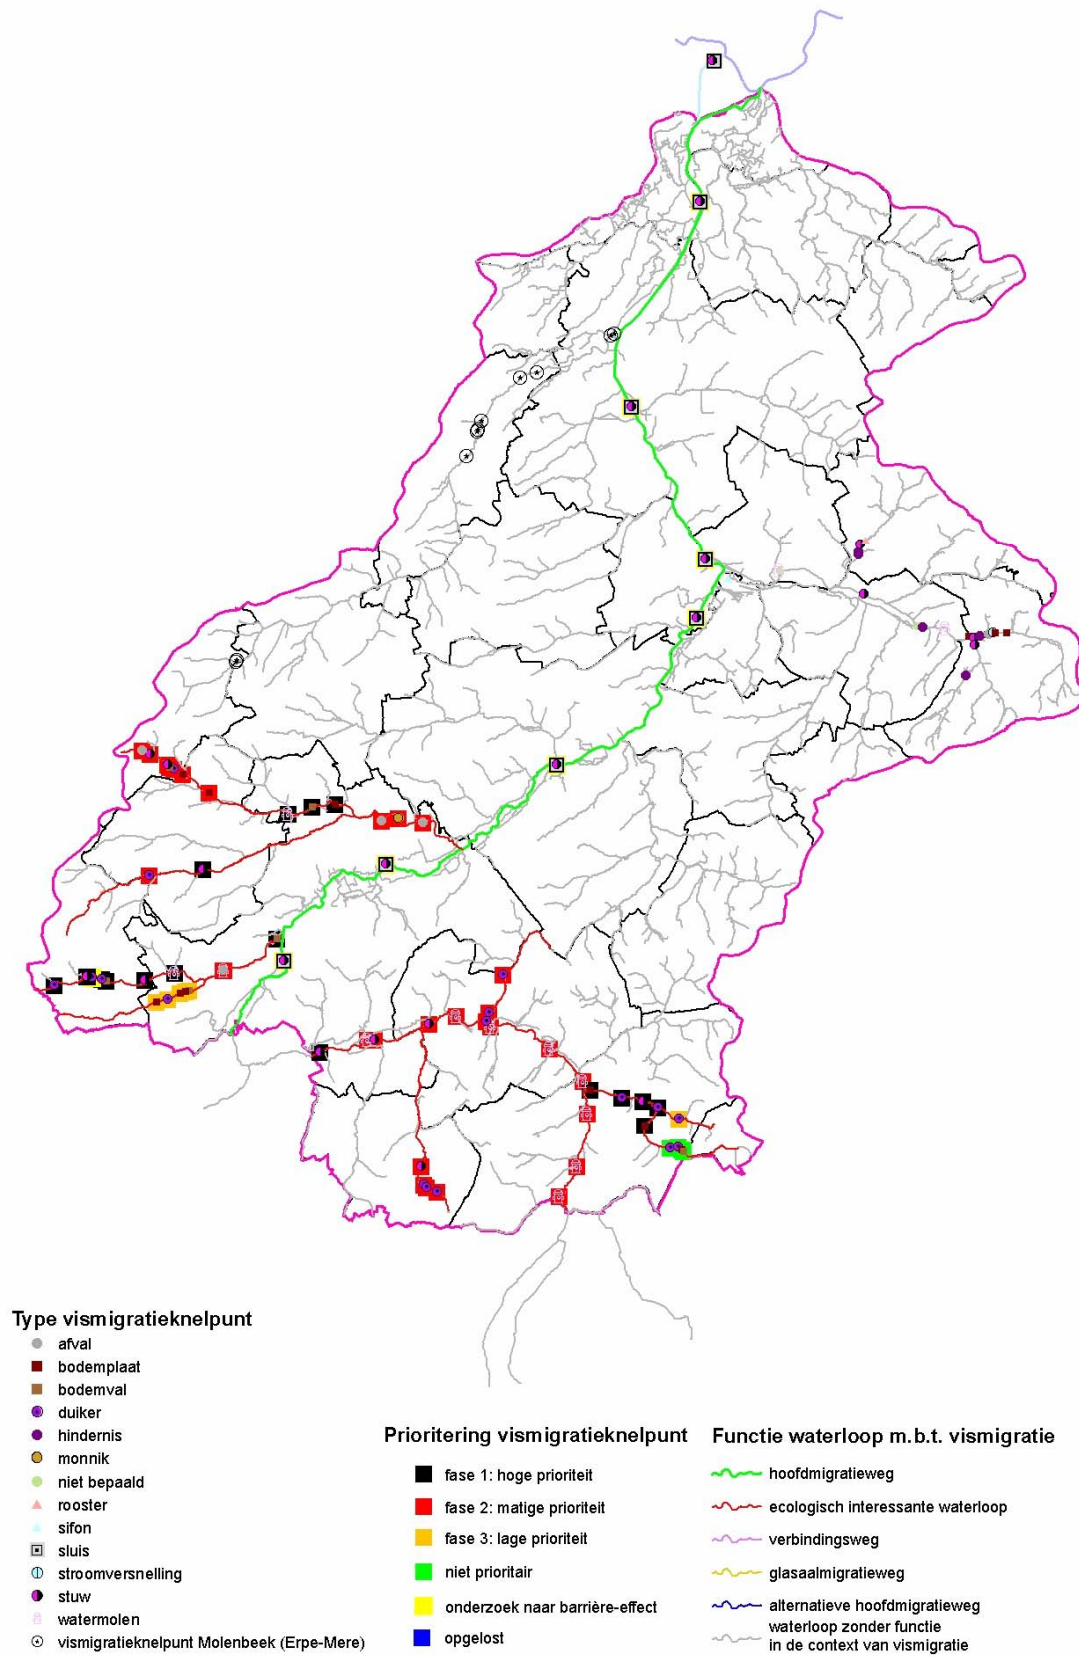 Type vismigratieknelpunt
afval
bodemplaat
bodemval
duiker
hindernis
monnik
niet bepaald
rooster
sifon
sluis
stroomversnelling
stuw
watermolen
vismigratieknelpunt Molenbeek (Erpe-Mere)
Prioritering vismigratieknelpunt
fase 1: hoge prioriteit
fase 2: matige prioriteit
fase 3: lage prioriteit
niet prioritair
onderzoek naar barrière-effect
opgelost
Functie waterloop m.b.t. vismigratie
hoofdmigratieweg
ecologisch interessante waterloop
verbindingsweg
glasaalmigratieweg
alternatieve hoofdmigratieweg
waterloop zonder functie
in de context van vismigratie